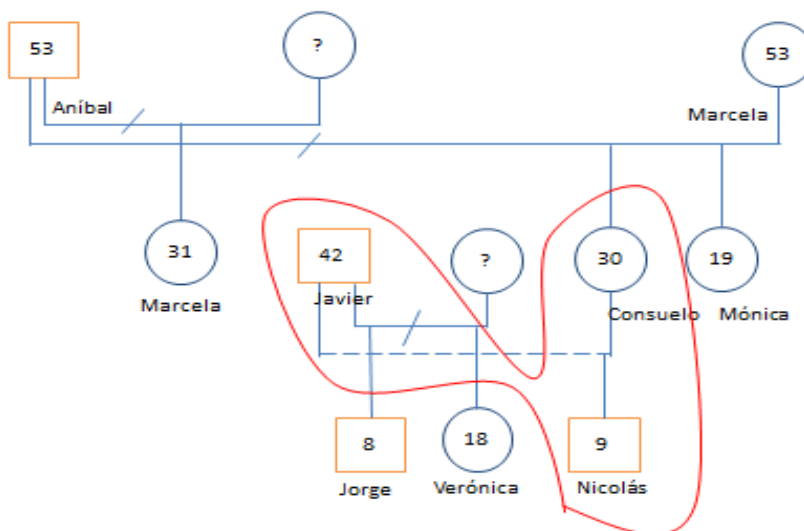 53
?
53
Aníbal
Marcela
31
42
?
30
19
Marcela
Javier
Consuelo
Mónica
8
18
9
Jorge
Verónica
Nicolás